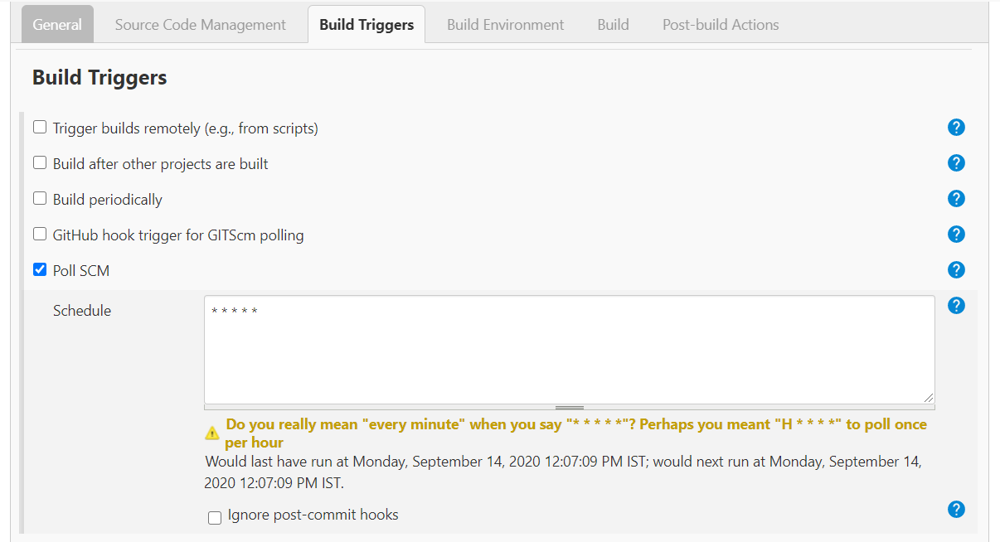 General Source Code Management Build Triggers Build Environment Build Post-build Actions
Build Triggers
Trigger builds remotely (e.g., from scripts) ?
Build after other projects are built ?
Build periodically ?
GitHub hook trigger for GITScm polling ?
Poll SCM ?
Schedule * * * * * ?
Do you really mean "every minute" when you say "* * * * *"? Perhaps you meant "H * * * *" to poll once
per hour
Would last have run at Monday, September 14, 2020 12:07:09 PM IST; would next run at Monday, September 14,
2020 12:07:09 PM IST.
Ignore post-commit hooks ?